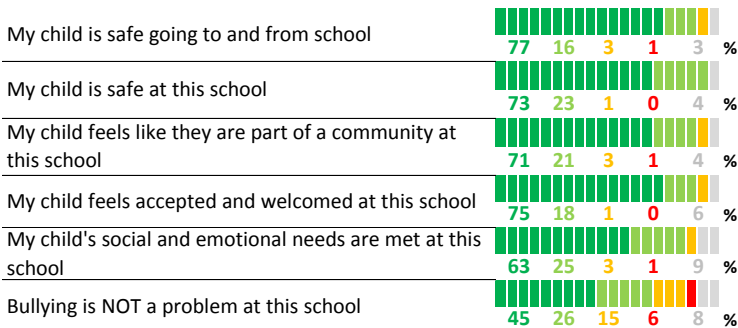 My child is safe going to and from school
77 16 3 1 3 %
My child is safe at this school
73 23 1 0 4 %
My child feels like they are part of a community at
this school
71 21 3 1 4 %
My child feels accepted and welcomed at this school
75 18 1 0 6 %
My child's social and emotional needs are met at this
school
63 25 3 1 9 %
Bullying is NOT a problem at this school
45 26 15 6 8 %